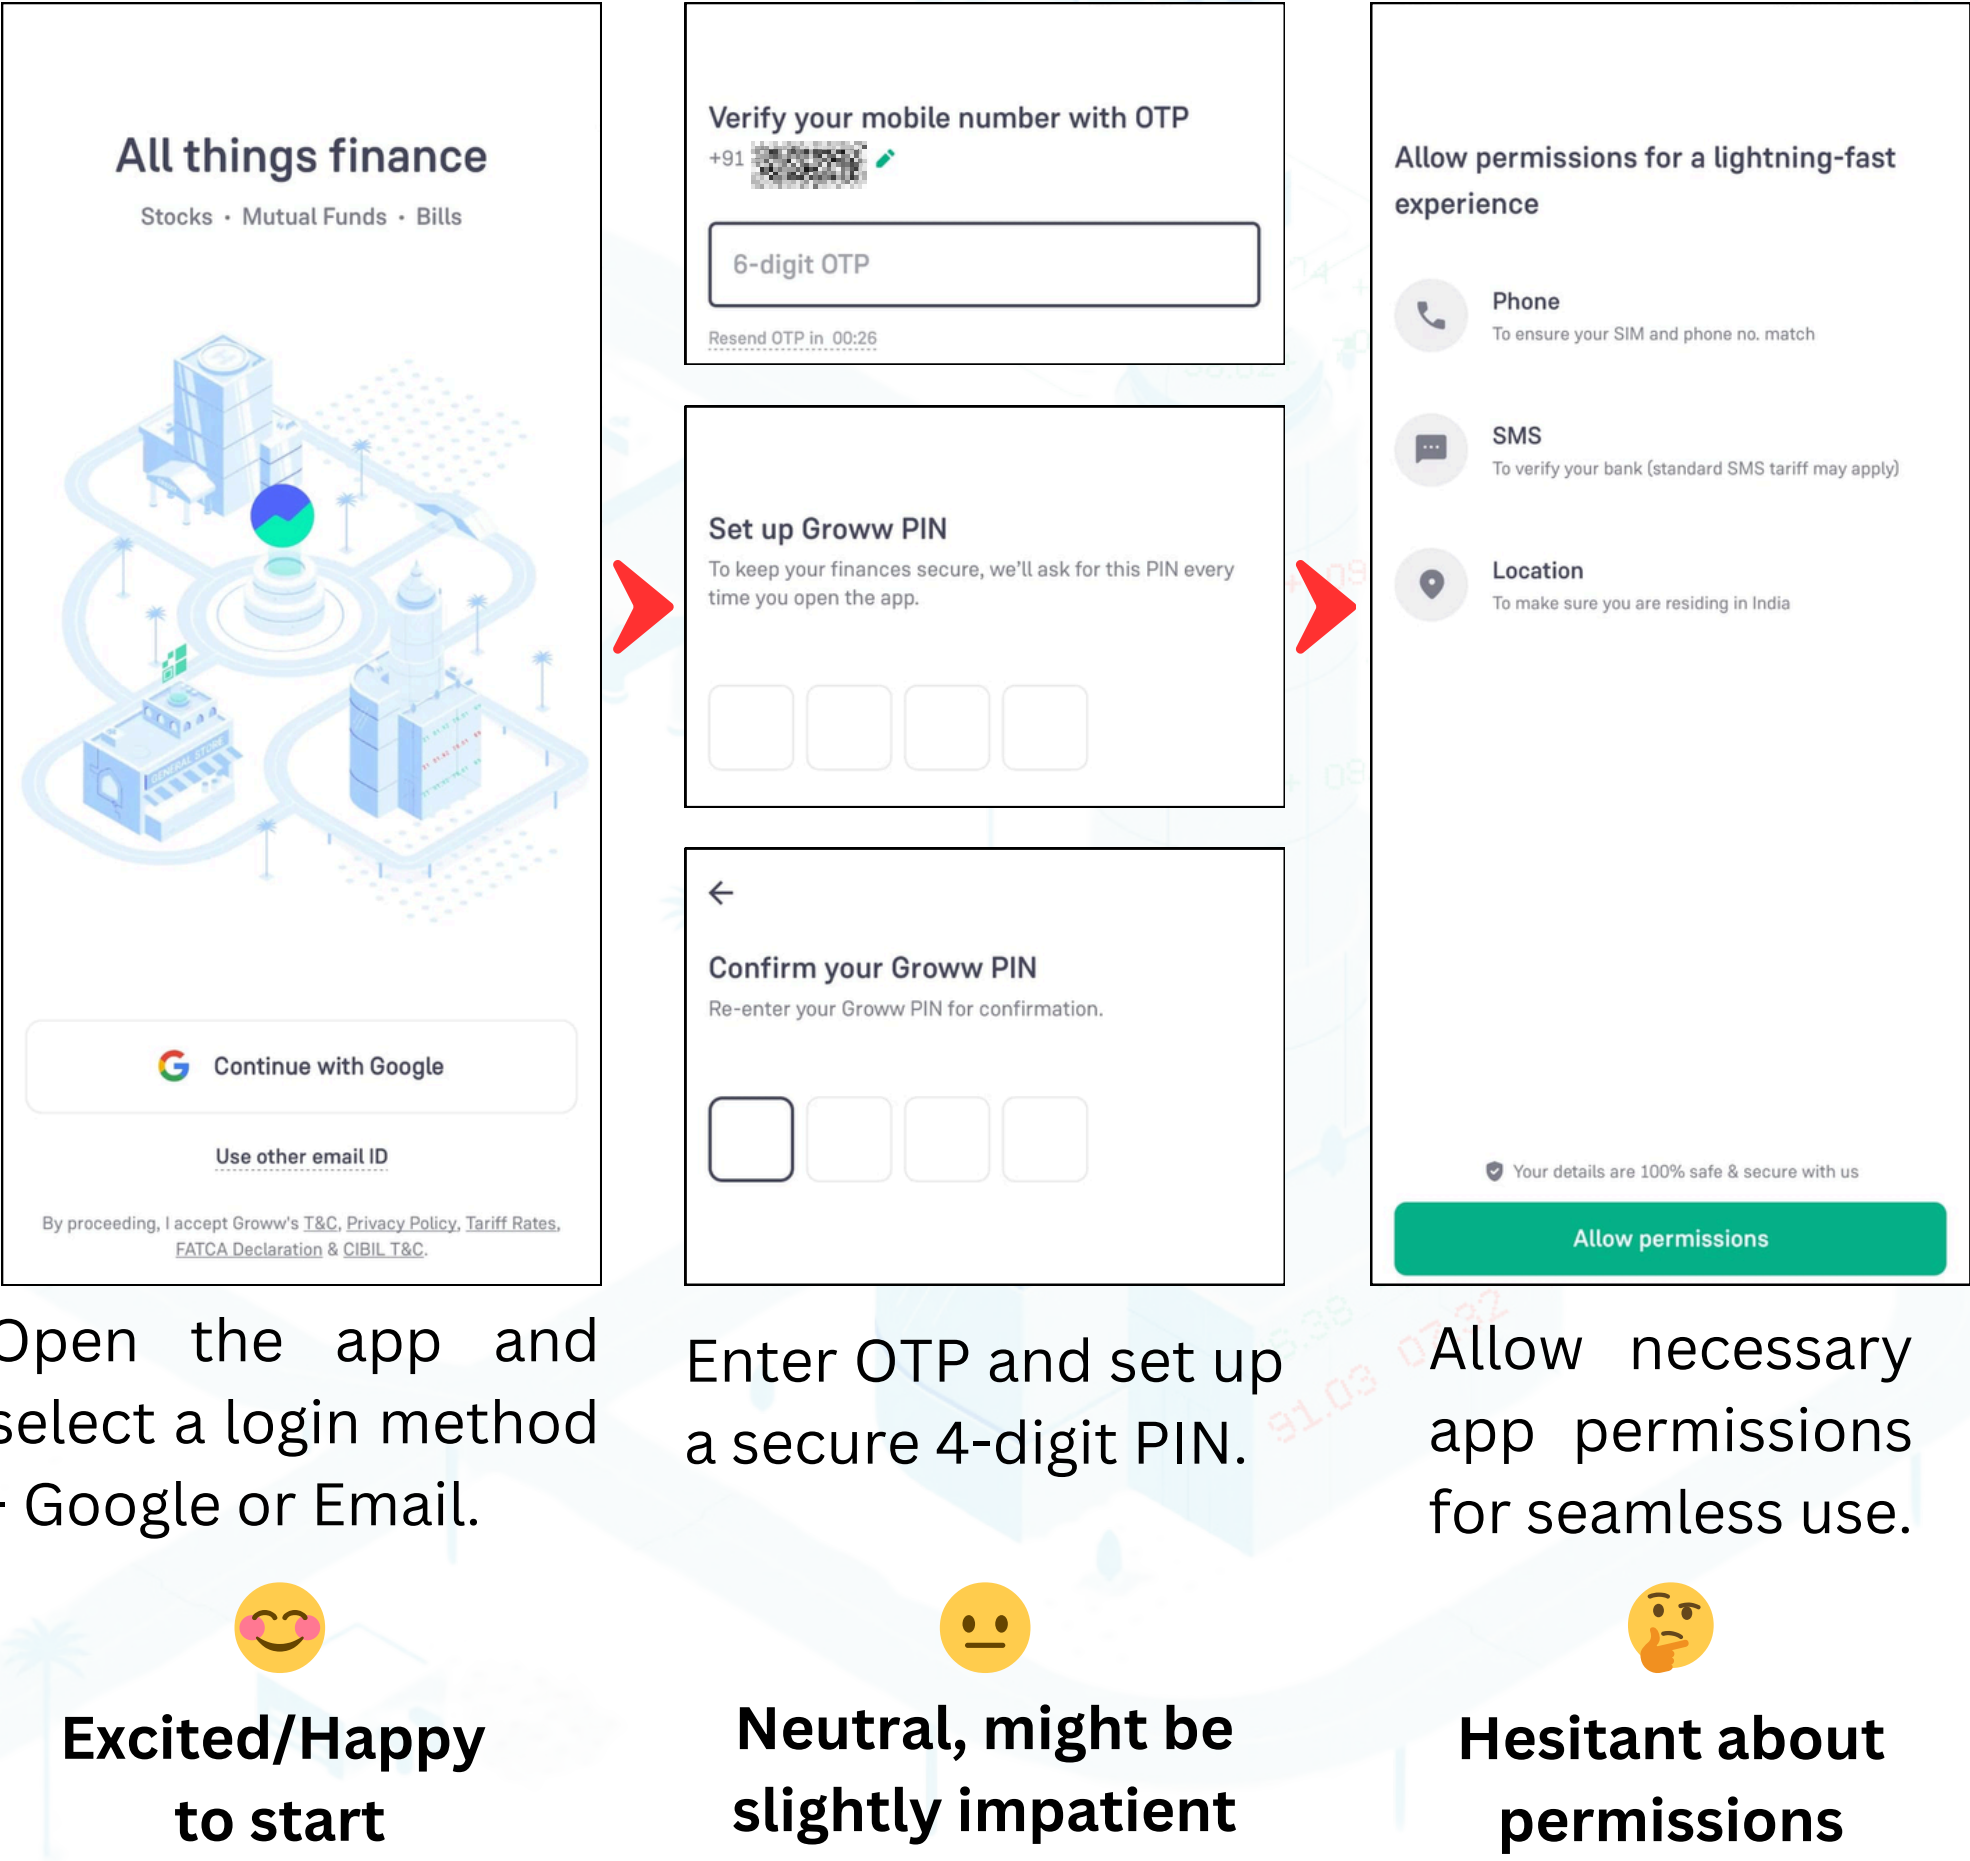 All things finance
Stocks • Mutual Funds • Bills
GENERAL STORE
Continue with Google
Use other email ID
By proceeding, I accept Groww's T&C, Privacy Policy, Tariff Rates,
FATCA Declaration & CIBIL T&C.
Open the app and
select a login method
- Google or Email.
Excited/Happy
to start
Verify your mobile number with OTP
+91
6-digit OTP
Resend OTP in 00:26
Set up Groww PIN
To keep your finances secure, we'll ask for this PIN every
time you open the app.
Confirm your Groww PIN
Re-enter your Groww PIN for confirmation.
Enter OTP and set up
a secure 4-digit PIN.
Neutral, might be
slightly impatient
Allow permissions for a lightning-fast
experience
Phone
To ensure your SIM and phone no. match
SMS
To verify your bank (standard SMS tariff may apply)
Location
To make sure you are residing in India
Your details are 100% safe & secure with us
Allow permissions
07.32
91.03
Allow necessary
app permissions
for seamless use.
Hesitant about
permissions